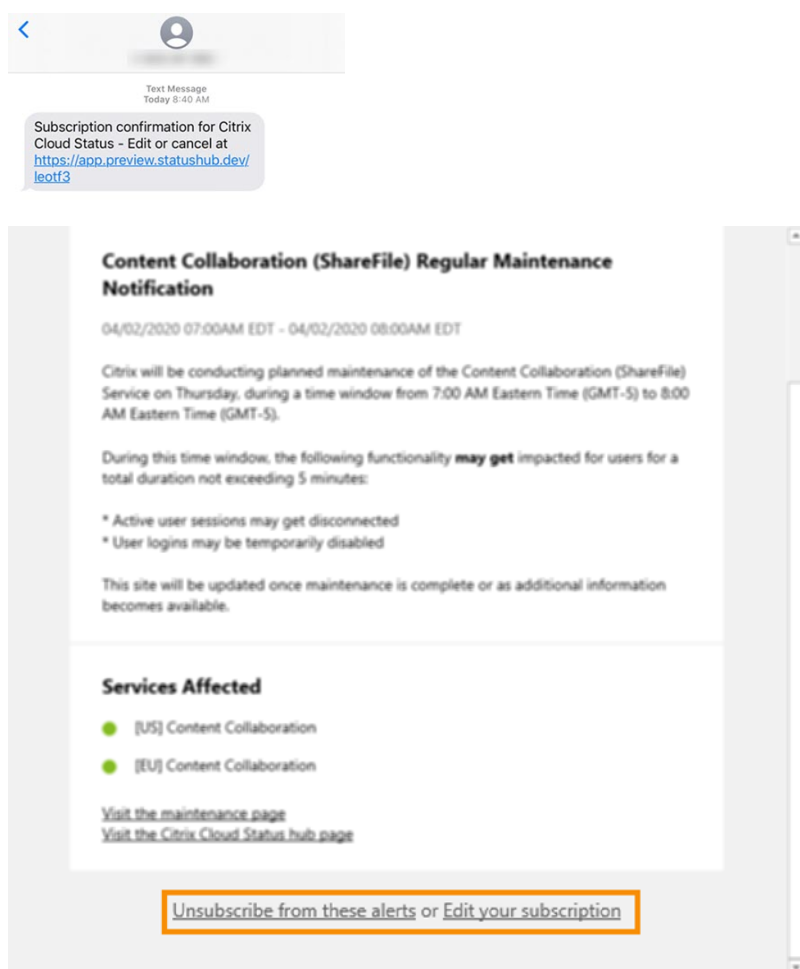 Text Message
Today 8:40 AM
Subscription confirmation for Citrix
Cloud Status - Edit or cancel at
https://app.preview.statushub.dev/
leotf3
Content Collaboration (ShareFile) Regular Maintenance
Notification
04/02/2020 07:00AM EDT - 04/02/2020 08:00AM EDT
Citrix will be conducting planned maintenance of the Content Collaboration (ShareFile)
Service on Thursday, during a time window from 7:00 AM Eastern Time (GMT-5) to 8:00
AM Eastern Time (GMT-5).
During this time window, the following functionality may get impacted for users for a
total duration not exceeding 5 minutes:
* Active user sessions may get disconnected
* User logins may be temporarily disabled
This site will be updated once maintenance is complete or as additional information
becomes available.
Services Affected
[US] Content Collaboration
[EU] Content Collaboration
Visit the maintenance page
Visit the Citrix Cloud Status hub page
Unsubscribe from these alerts or Edit your subscription